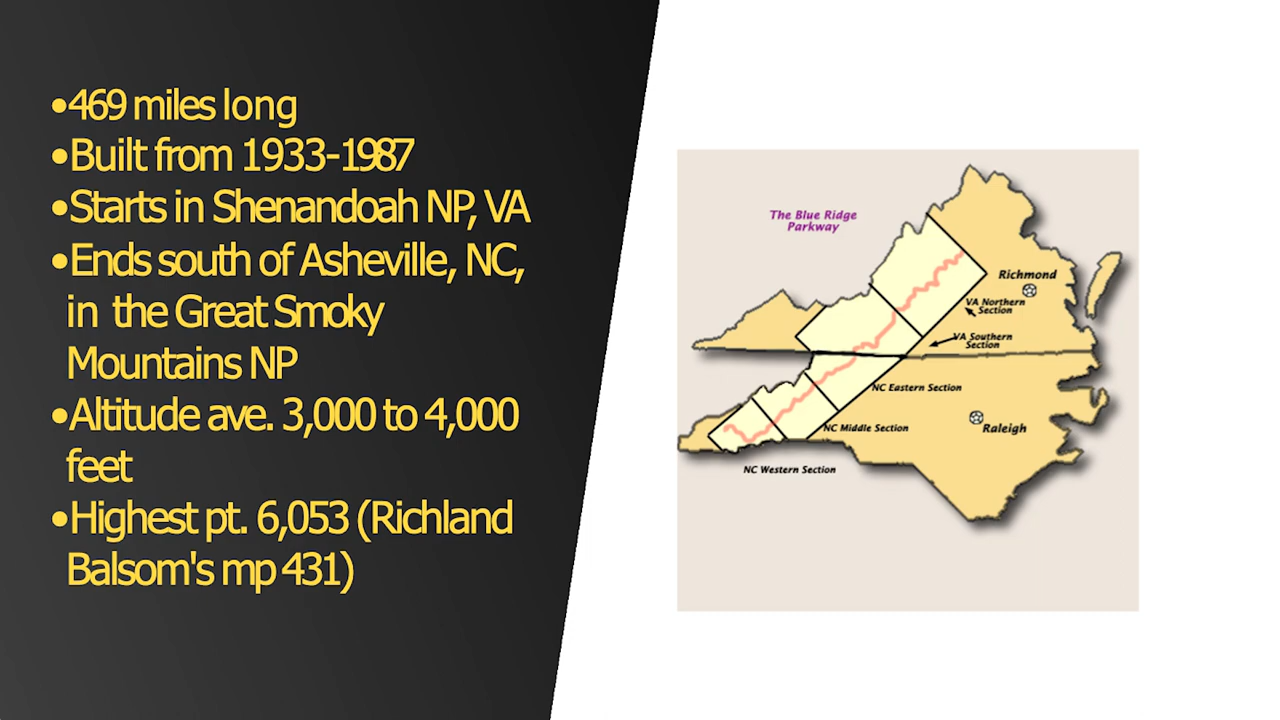 •469 miles long
•Built from 1933-1987
•Starts in Shenandoah NP, VA
•Ends south of Asheville, NC,
in the Great Smoky
Mountains NP
•Altitude ave. 3,000 to 4,000
feet
•Highest pt. 6,053 (Richland
Balsom's mp 431)
The Blue Ridge
Parkway
Richmond
VA Northern
Section
VA Southern
Section
NC Eastern Section
NC Middle Section
Raleigh
NC Western Section